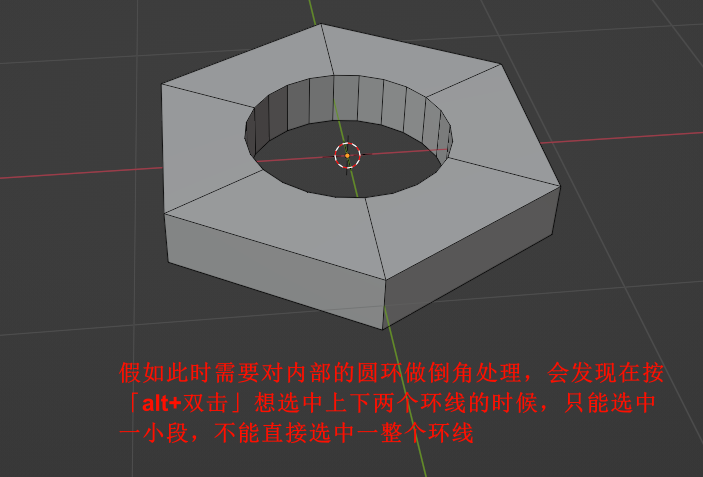 假如此时需要对内部的圆环做倒角处理，会发现在按
「alt+双击」想选中上下两个环线的时候，只能选中
一小段，不能直接选中一整个环线